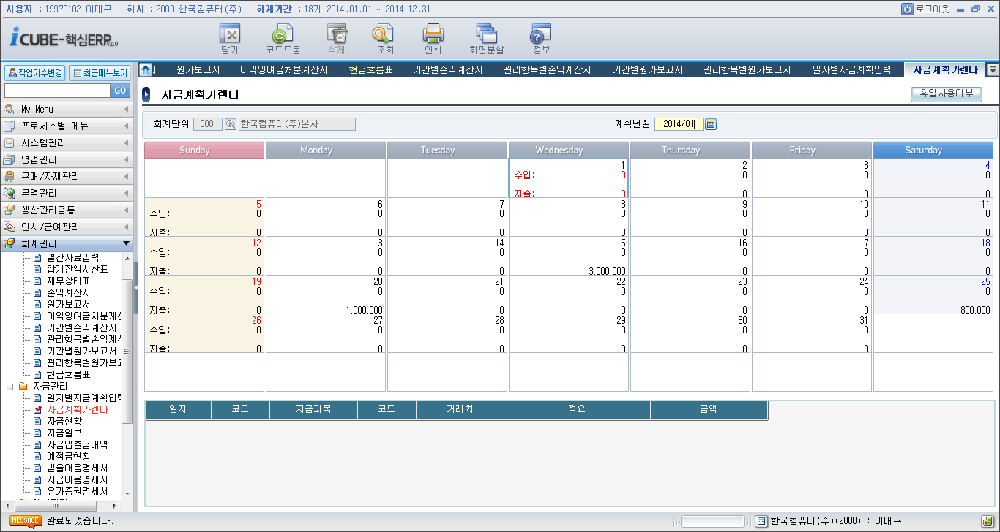 사용자 : 19970102 이대구 회사 : 2000 한국컴퓨터(주) 회계기간 : 18기 2014.01.01 ~ 2014.12.31 로그아웃
iCUBE-핵심ERP v2.0
닫기 코드도움 삭제 조회 인쇄 화면분할 정보
작업기수변경 최근메뉴보기
원가보고서 이익잉여금처분계산서 현금흐름표 기간별손익계산서 관리항목별손익계산서 기간별원가보고서 관리항목별원가보고서 일자별자금계획입력 자금계획카렌다
GO
자금계획카렌다 휴일사용여부
My Menu
프로세스별 메뉴
시스템관리
영업관리
구매/자재관리
무역관리
생산관리공통
인사/급여관리
회계관리
결산자료입력
합계잔액시산표
재무상태표
손익계산서
원가보고서
이익잉여금처분계산
기간별손익계산서
관리항목별손익계산
기간별원가보고서
관리항목별원가보고
현금흐름표
자금관리
일자별자금계획입력
자금계획카렌다
자금현황
자금일보
자금입출금내역
예적금현황
받을어음명세서
지급어음명세서
유가증권명세서
회계단위 1000 한국컴퓨터(주)본사 계획년월 2014/01
Sunday Monday Tuesday Wednesday Thursday Friday Saturday
1 2 3 4
수입: 0 0 0 0
지출: 0 0 0 0
5 6 7 8 9 10 11
수입: 0 0 0 0 0 0 0
지출: 0 0 0 0 0 0 0
12 13 14 15 16 17 18
수입: 0 0 0 0 0 0 0
지출: 0 0 0 3.000.000 0 0 0
19 20 21 22 23 24 25
수입: 0 0 0 0 0 0 0
지출: 0 1.000.000 0 0 0 0 800.000
26 27 28 29 30 31
수입: 0 0 0 0 0 0
지출: 0 0 0 0 0 0
일자 코드 자금과목 코드 거래처 적요 금액
MESSAGE 완료되었습니다. 한국컴퓨터(주)(2000) : 이대구